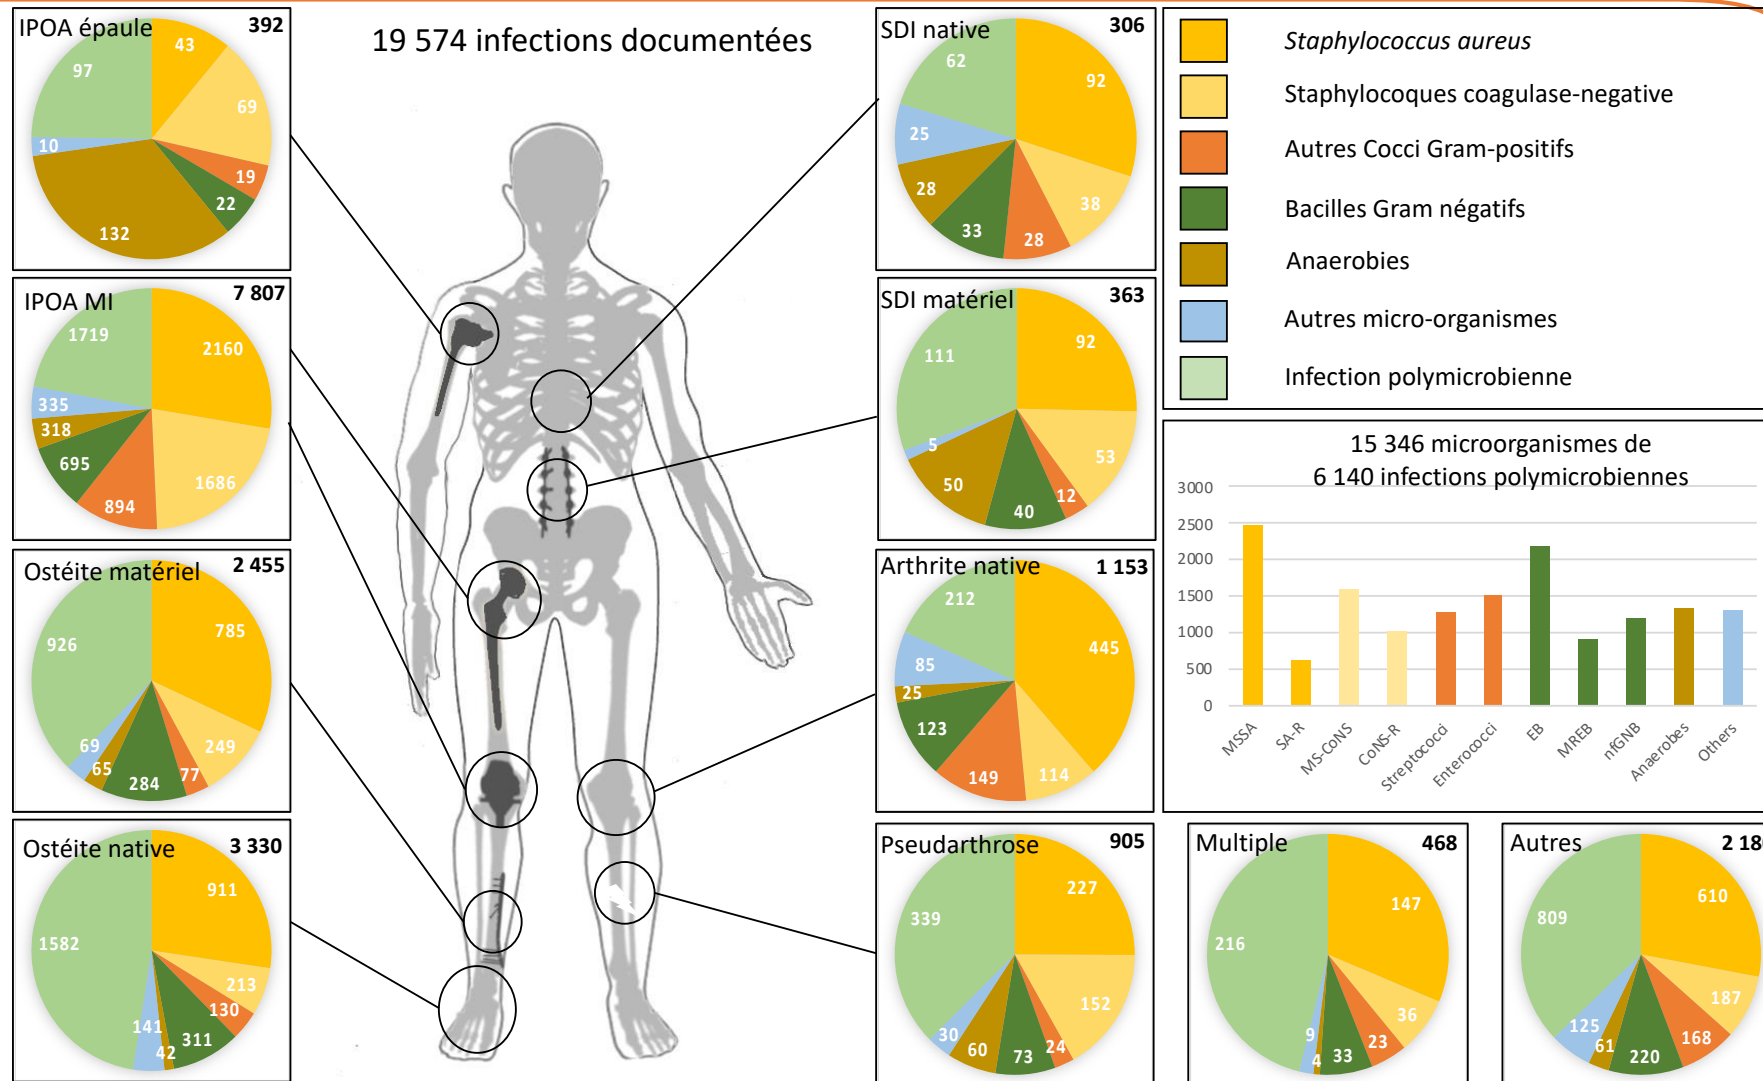 19 574 infections documentées
IPOA épaule 392
43
69
19
22
132
10
97
IPOA MI 7 807
2160
1686
894
695
318
335
1719
Ostéite matériel 2 455
785
249
77
284
65
69
926
Ostéite native 3 330
911
213
130
311
42
141
1582
SDI native 306
92
38
28
33
28
25
62
SDI matériel 363
92
53
12
40
50
5
111
Arthrite native 1 153
445
114
149
123
25
85
212
Pseudarthrose 905
227
152
24
73
60
30
339
Multiple 468
147
36
23
33
4
9
216
Autres
610
187
168
220
61
125
809
Staphylococcus aureus
Staphylocoques coagulase-negative
Autres Cocci Gram-positifs
Bacilles Gram négatifs
Anaerobies
Autres micro-organismes
Infection polymicrobienne
15 346 microorganismes de
6 140 infections polymicrobiennes
3000
2500
2000
1500
1000
500
0
MSSA
SA-R
MS-CoNS
CoNS-R
Streptococci
Enterococci
EB
MREB
nfGNB
Anaerobes
Others